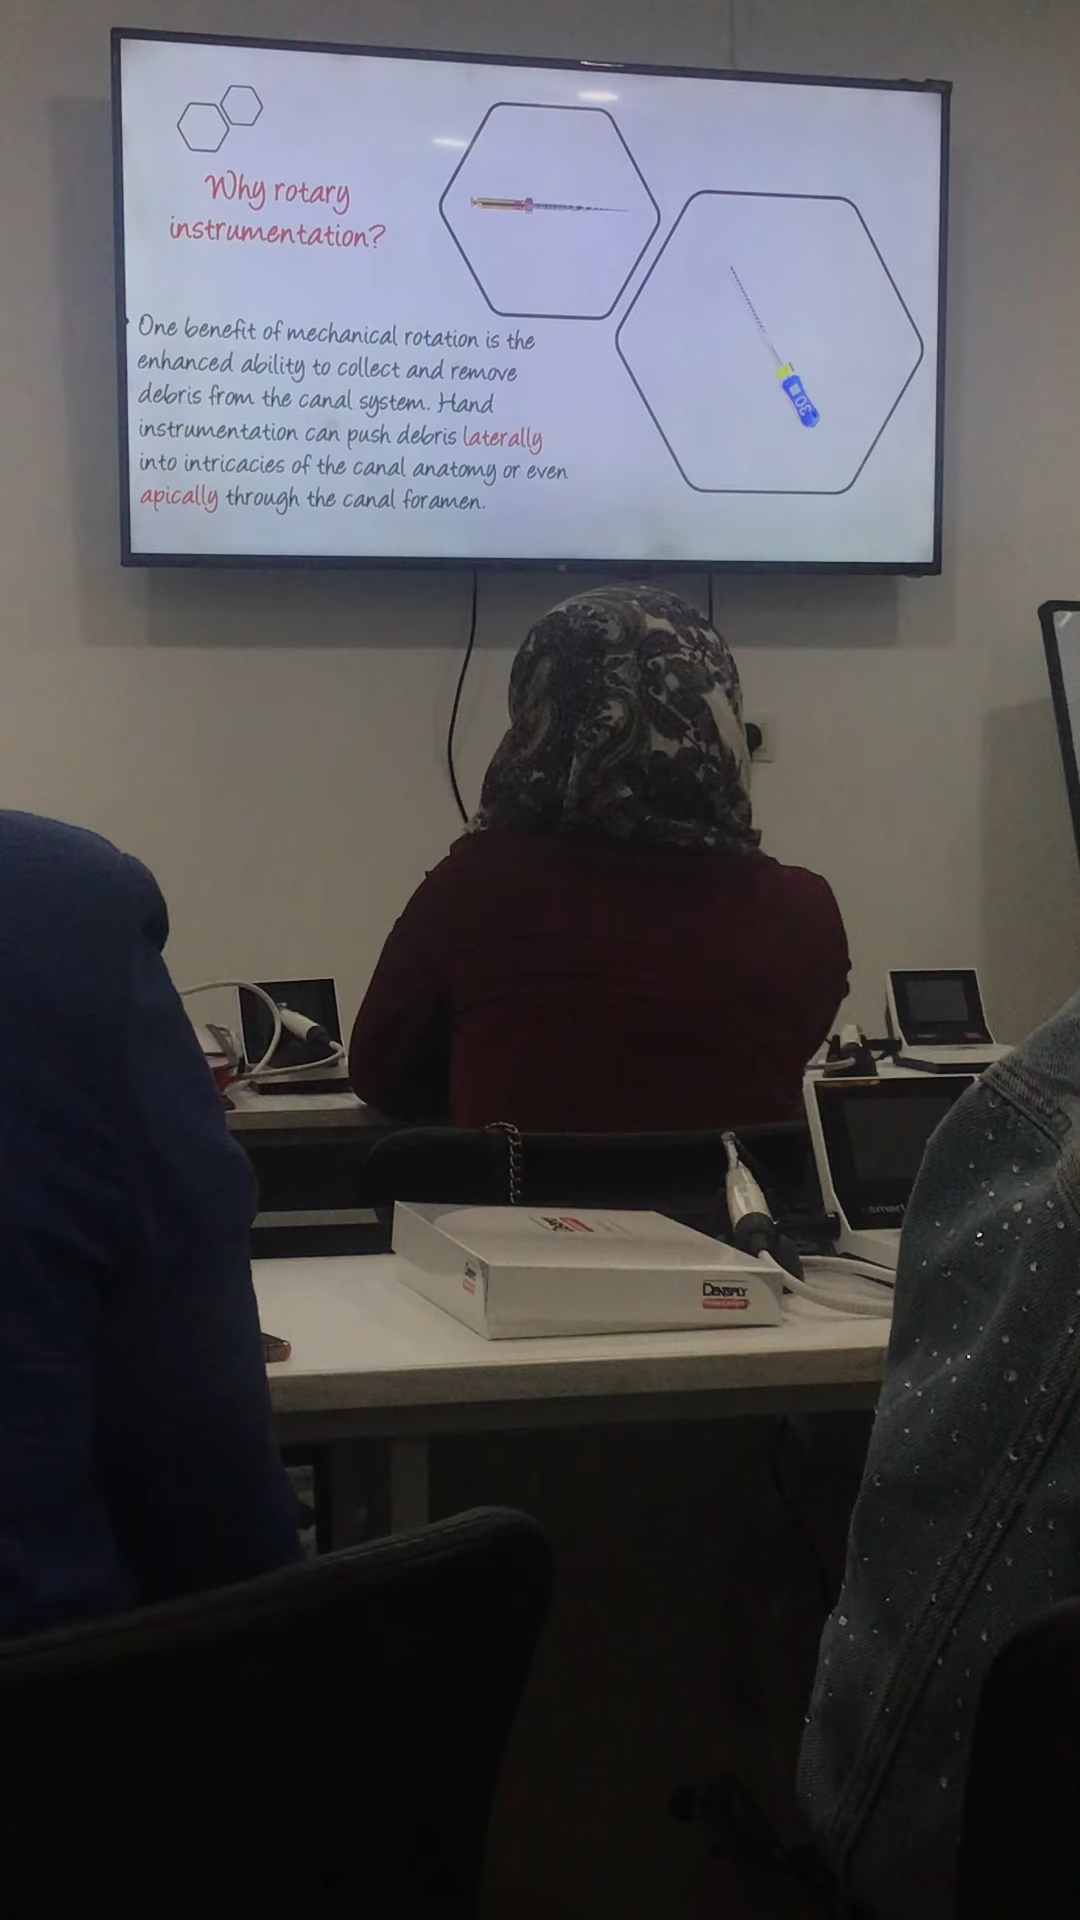 Why rotary
instrumentation?
One benefit of mechanical rotation is the
enhanced ability to collect and remove
debris from the canal system. Hand
instrumentation can push debris laterally
into intricacies of the canal anatomy or even
apically through the canal foramen.
30
smart
DENTSPLY